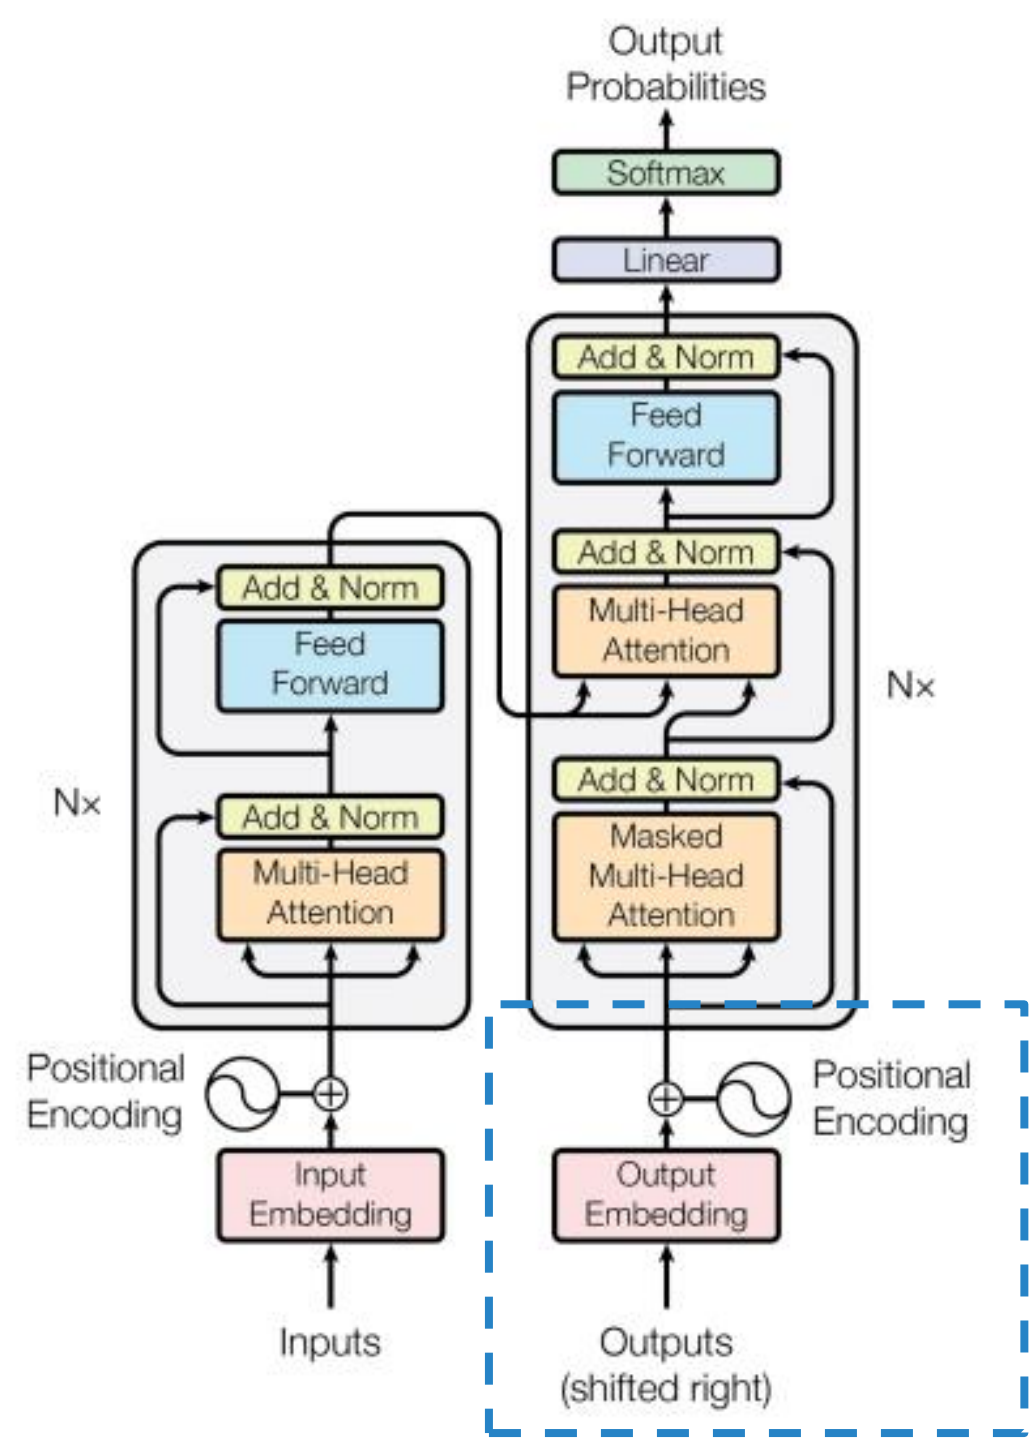 Output
Probabilities
Softmax
Linear
Add & Norm
Feed
Forward
Add & Norm
Multi-Head
Attention
Nx
Add & Norm
Masked
Multi-Head
Attention
Add & Norm
Feed
Forward
Nx
Add & Norm
Multi-Head
Attention
Positional
Encoding
Input
Embedding
Inputs
Positional
Encoding
Output
Embedding
Outputs
(shifted right)